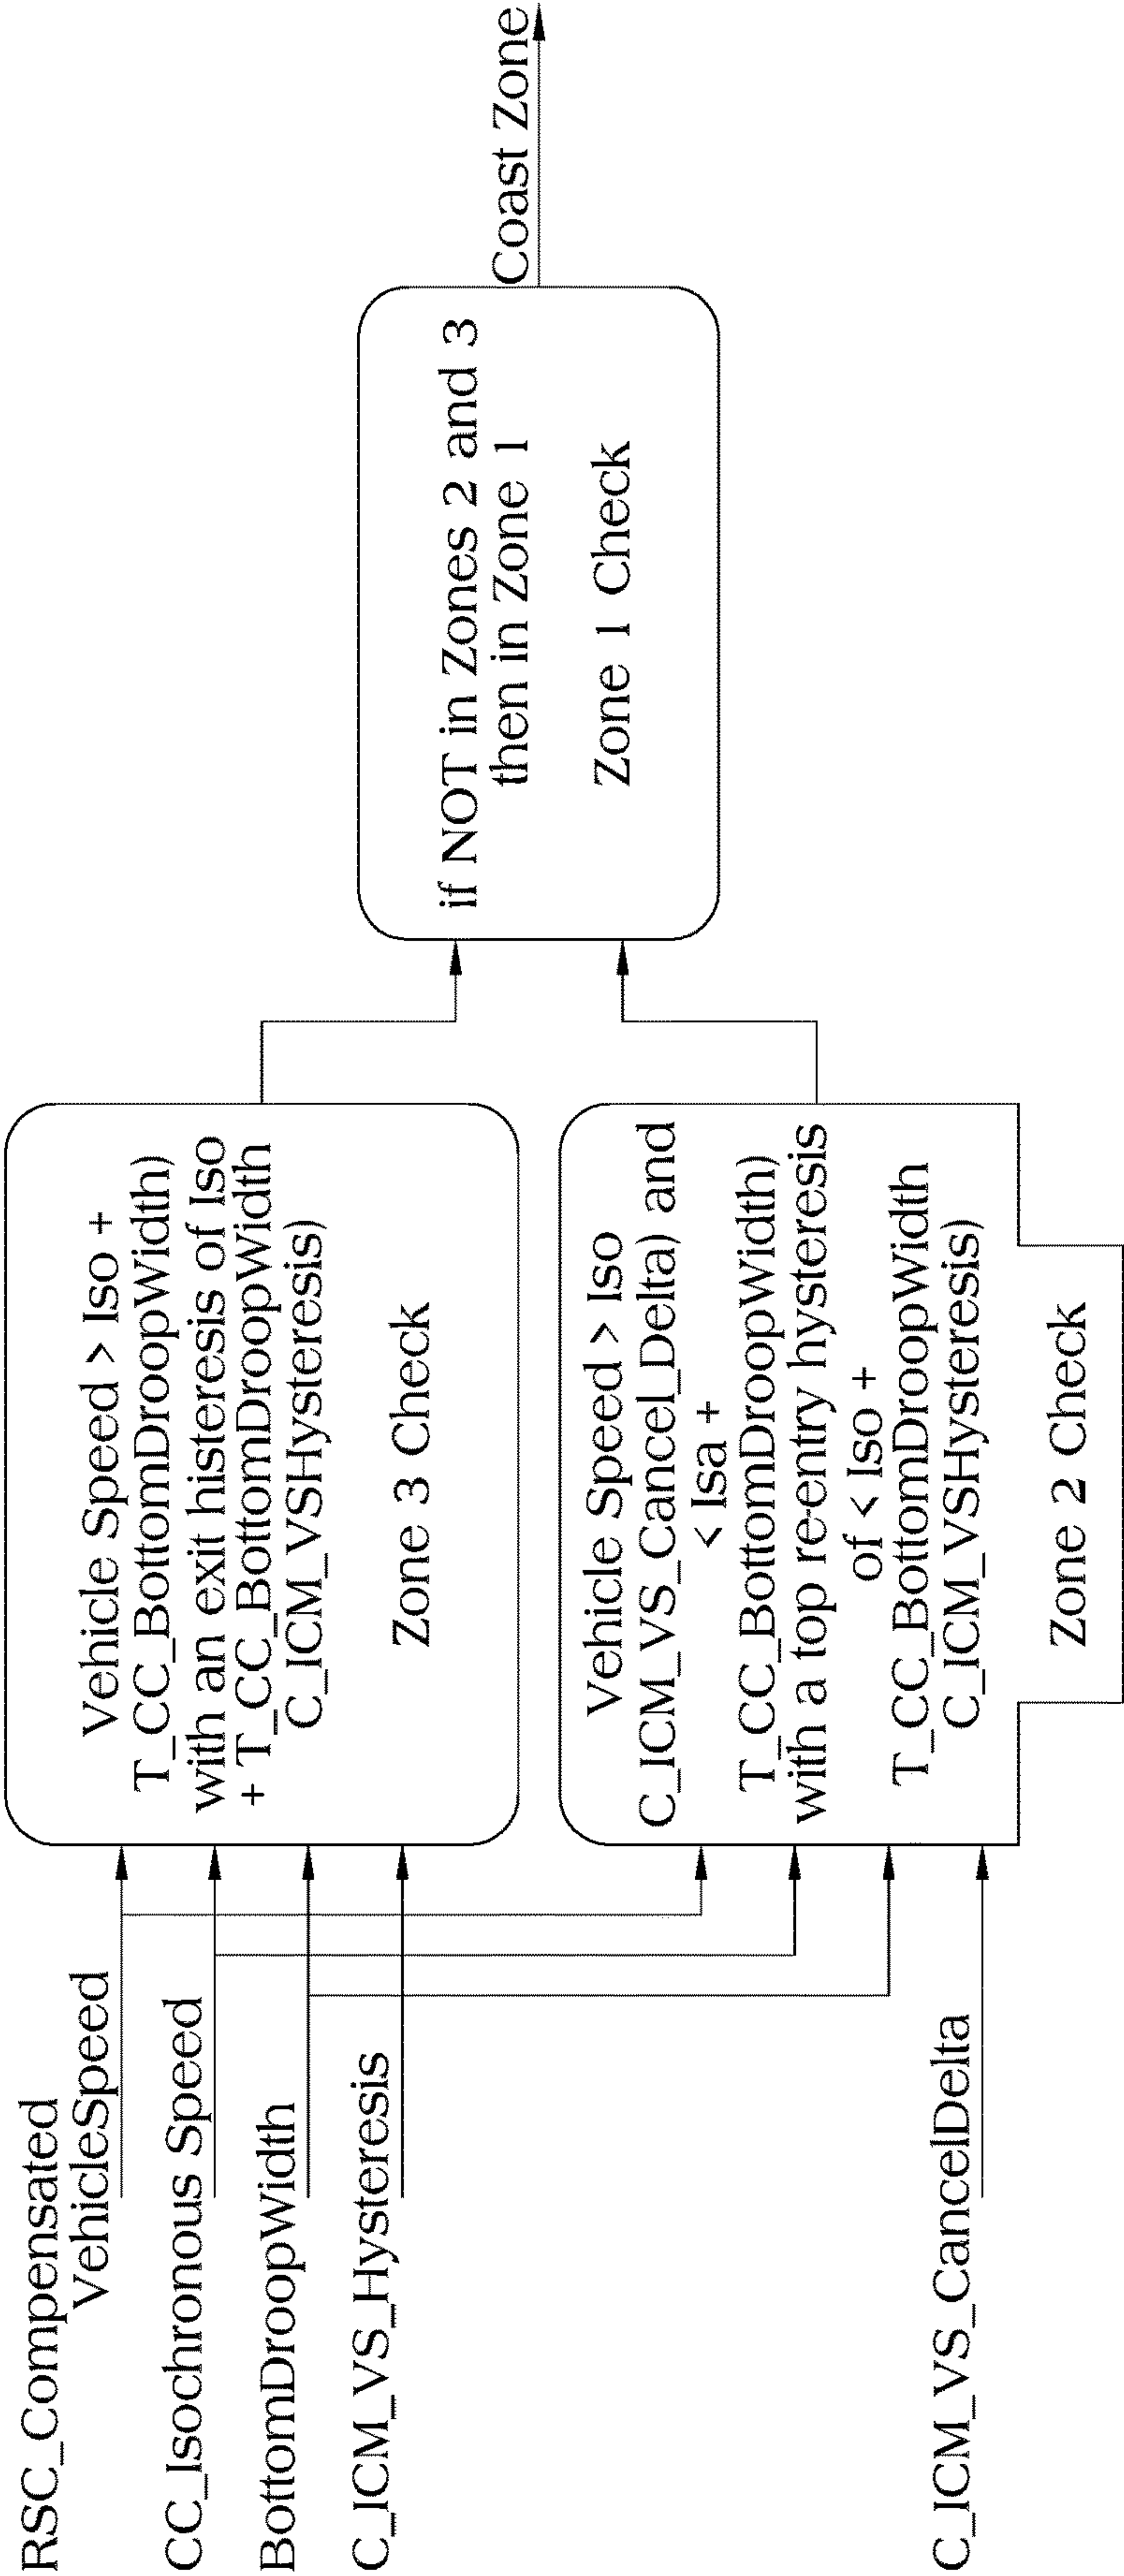 RSC_Compensated
VehicleSpeed
CC_Isochronous Speed
BottomDroopWidth
C_ICM_VS_Hysteresis
C_ICM_VS_CancelDelta
Vehicle Speed > Iso +
T_CC_BottomDroopWidth)
with an exit histeresis of Iso
+ T_CC_BottomDroopWidth
C_ICM_VSHysteresis)
Zone 3 Check
Vehicle Speed > Iso
C_ICM_VS_Cancel_Delta) and
< Isa +
T_CC_BottomDroopWidth)
with a top re-entry hysteresis
of < Iso +
T_CC_BottomDroopWidth
C_ICM_VSHysteresis)
Zone 2 Check
if NOT in Zones 2 and 3
then in Zone 1
Zone 1 Check
Coast Zone